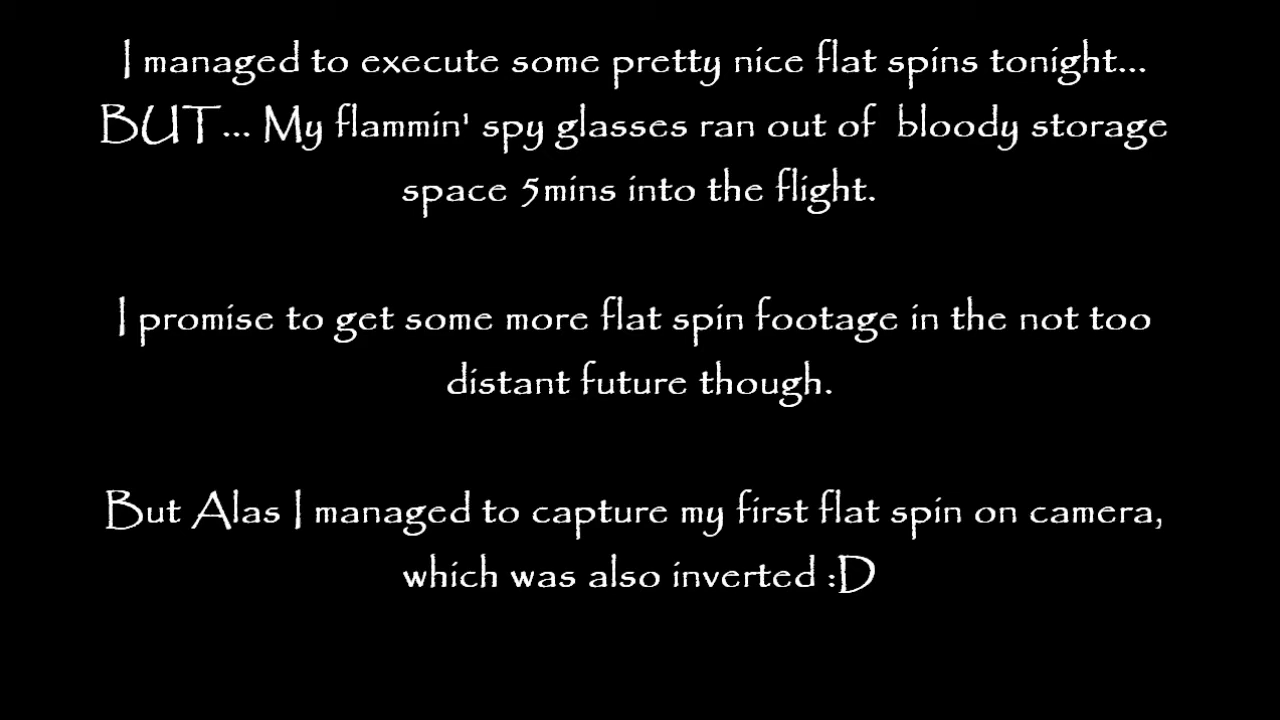 I managed to execute some pretty nice flat spins tonight...
BUT... My flammin' spy glasses ran out of bloody storage
space 5mins into the flight.
I promise to get some more flat spin footage in the not too
distant future though.
But Alas I managed to capture my first flat spin on camera,
which was also inverted :D